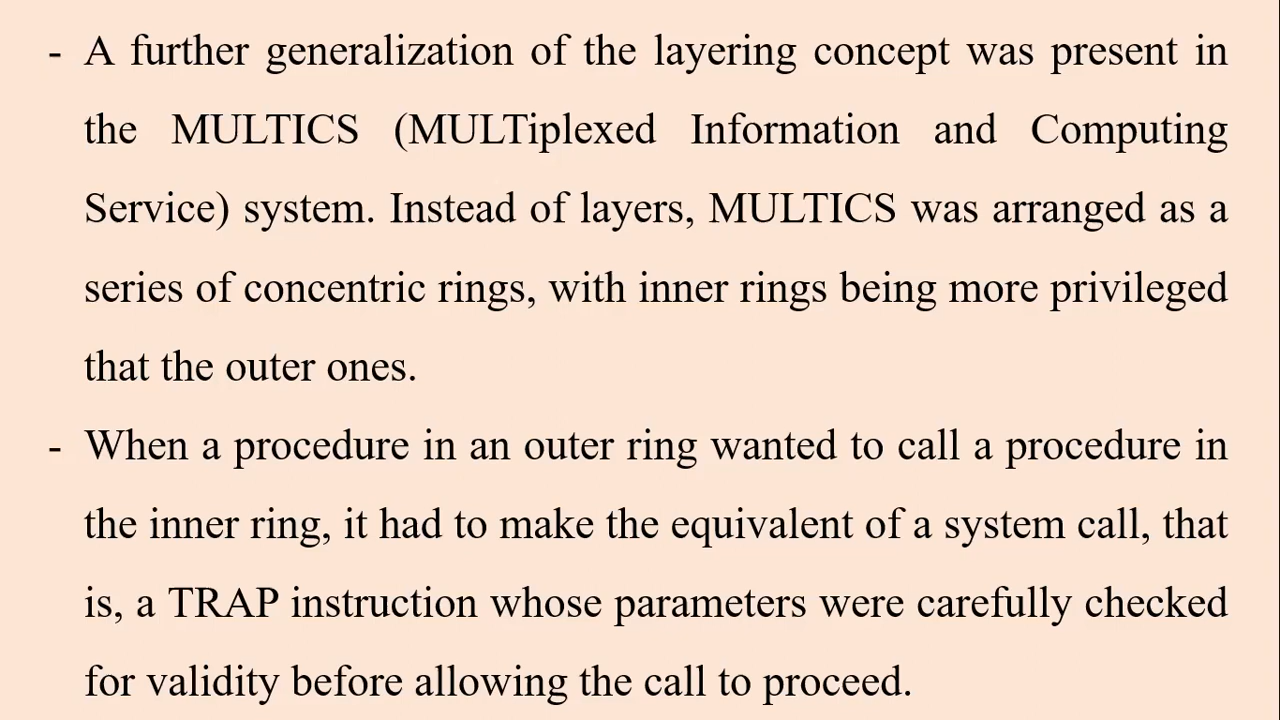 - A further generalization of the layering concept was present in
the MULTICS (MULTiplexed Information and Computing
Service) system. Instead of layers, MULTICS was arranged as a
series of concentric rings, with inner rings being more privileged
that the outer ones.
- When a procedure in an outer ring wanted to call a procedure in
the inner ring, it had to make the equivalent of a system call, that
is, a TRAP instruction whose parameters were carefully checked
for validity before allowing the call to proceed.